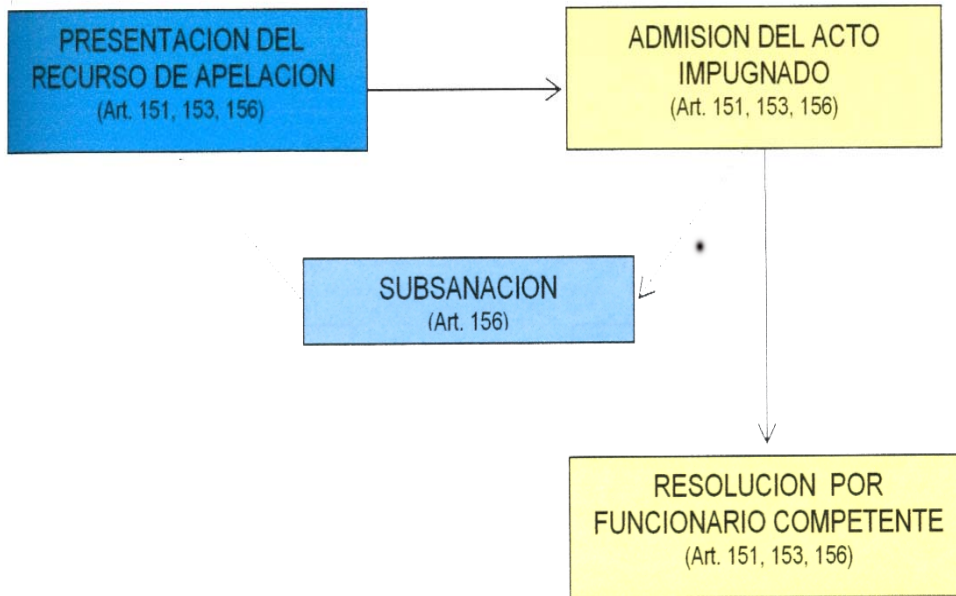 PRESENTACION DEL
RECURSO DE APELACION
(Art. 151, 153, 156)
ADMISION DEL ACTO
IMPUGNADO
(Art. 151, 153, 156)
SUBSANACION
(Art. 156)
RESOLUCION POR
FUNCIONARIO COMPETENTE
(Art. 151, 153, 156)